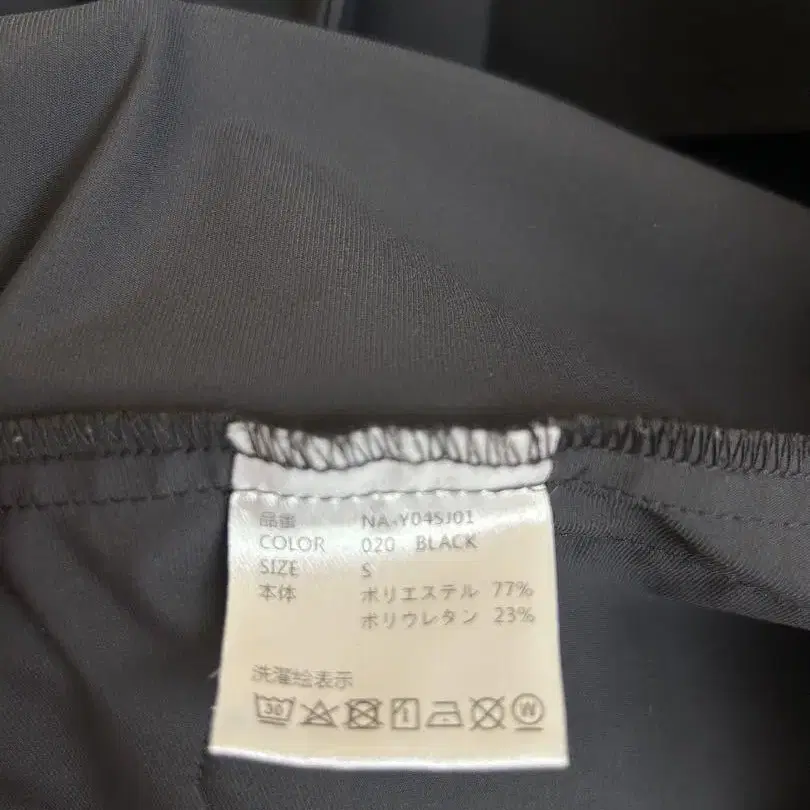 品番 NA-Y04SJ01
COLOR 020 BLACK
SIZE S
本体 ポリエステル 77%
ポリウレタン 23%
洗濯絵表示
30 W